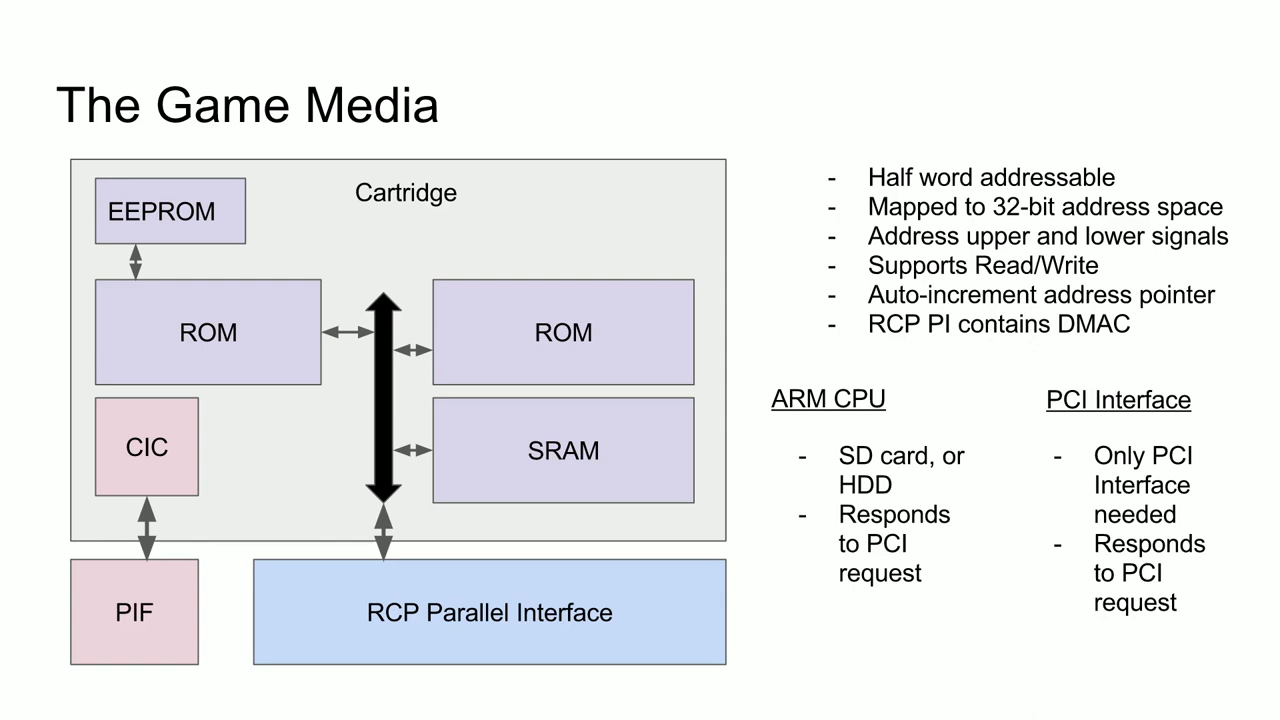 The Game Media
Cartridge
EEPROM
ROM
ROM
CIC
SRAM
PIF
RCP Parallel Interface
- Half word addressable
- Mapped to 32-bit address space
- Address upper and lower signals
- Supports Read/Write
- Auto-increment address pointer
- RCP PI contains DMAC
ARM CPU
- SD card, or
HDD
- Responds
to PCI
request
PCI Interface
- Only PCI
Interface
needed
- Responds
to PCI
request